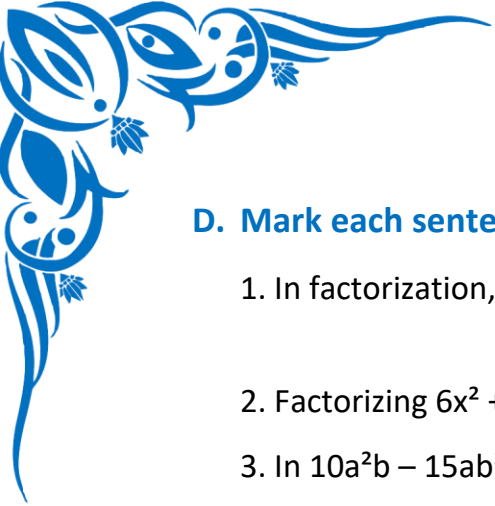 D. Mark each sente
1. In factorization,
2. Factorizing 6x² +
3. In 10a²b – 15ab